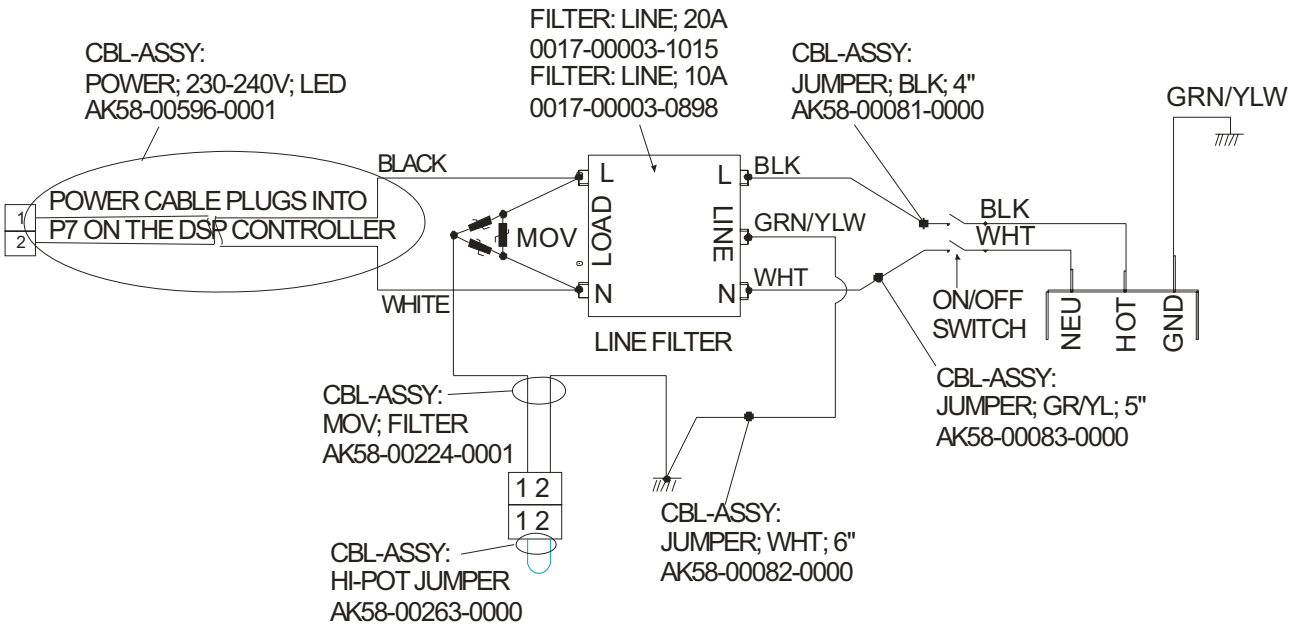 FILTER: LINE; 20A
0017-00003-1015
FILTER: LINE; 10A
0017-00003-0898
CBL-ASSY:
POWER; 230-240V; LED
AK58-00596-0001
CBL-ASSY:
JUMPER; BLK; 4"
AK58-00081-0000
GRN/YLW
BLACK
POWER CABLE PLUGS INTO
P7 ON THE DSP CONTROLLER
1
2
WHITE
MOV
L
LOAD
N
L
LINE
N
LINE FILTER
BLK
GRN/YLW
WHT
BLK
WHT
ON/OFF
SWITCH
NEU
HOT
GND
CBL-ASSY:
MOV; FILTER
AK58-00224-0001
CBL-ASSY:
JUMPER; GR/YL; 5"
AK58-00083-0000
1 2
1 2
CBL-ASSY:
JUMPER; WHT; 6"
AK58-00082-0000
CBL-ASSY:
HI-POT JUMPER
AK58-00263-0000